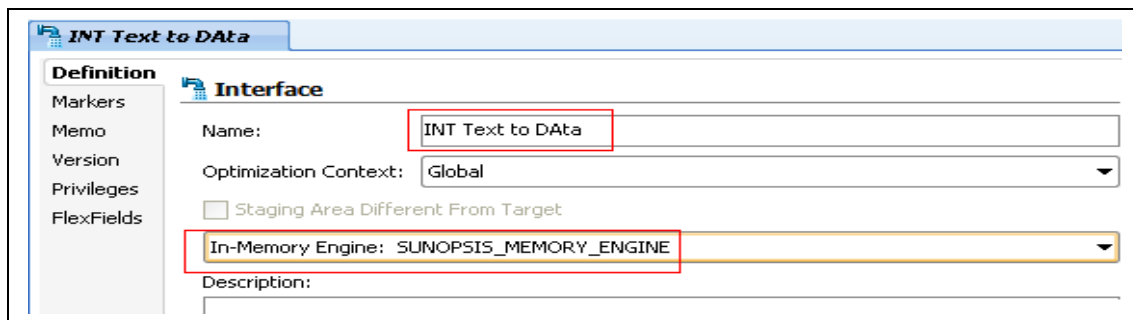 INT Text to DAta
Definition
Markers
Memo
Version
Privileges
FlexFields
Interface
Name: INT Text to DAta
Optimization Context: Global
Staging Area Different From Target
In-Memory Engine: SUNOPSIS_MEMORY_ENGINE
Description: